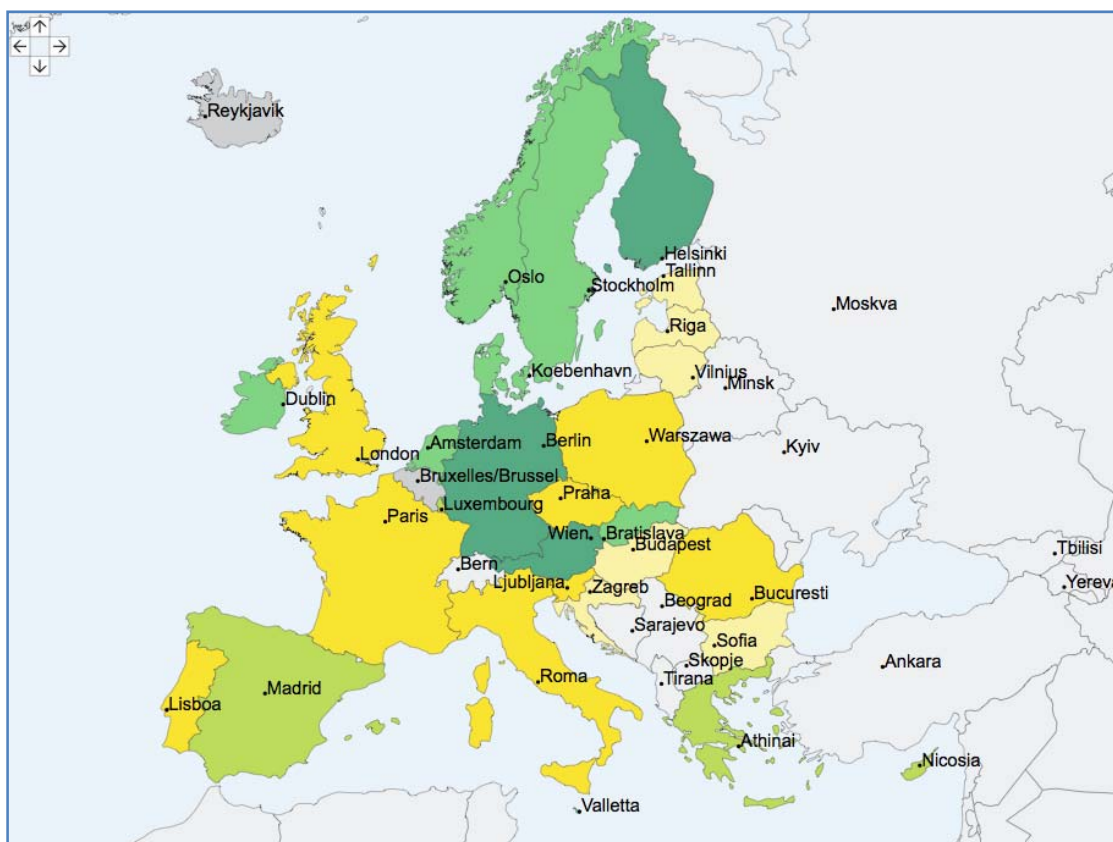 Reykjavik
Helsinki
Tallinn
Oslo
Stockholm
Moskva
Riga
Koebenhavn
Vilnius
Minsk
Dublin
Amsterdam
Berlin
Warszawa
Kyiv
London
Bruxelles/Brussel
Praha
Luxembourg
Paris
Wien
Bratislava
Budapest
Tbilisi
Bern
Ljubljana
Zagreb
Yereva
Beograd
Bucuresti
Sarajevo
Sofia
Skopje
Ankara
Tirana
Roma
Madrid
Lisboa
Athinai
Nicosia
Valletta